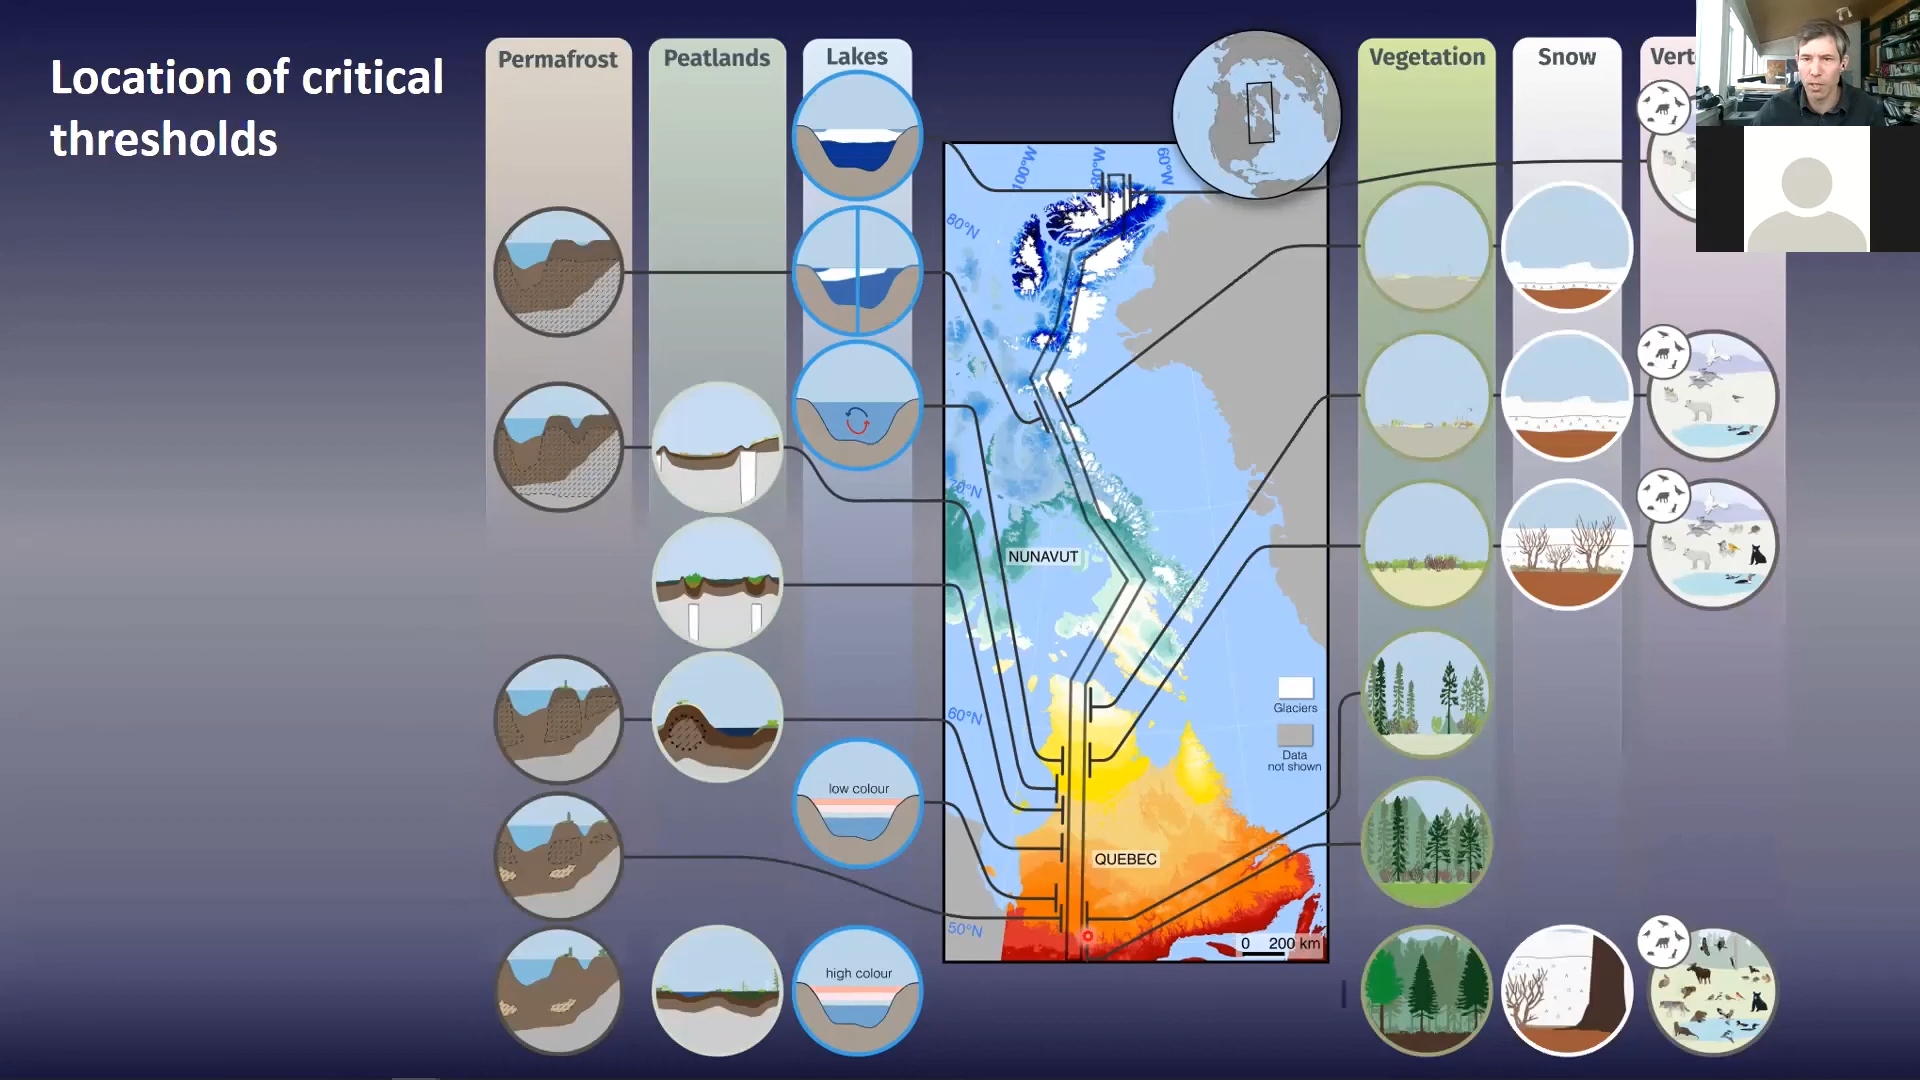 Location of critical
thresholds
Permafrost
Peatlands
Lakes
Vegetation
Snow
100°W
80°W
60°W
80°N
70°N
NUNAVUT
60°N
Glaciers
Data
not shown
low colour
QUEBEC
50°N
0 200 km
high colour